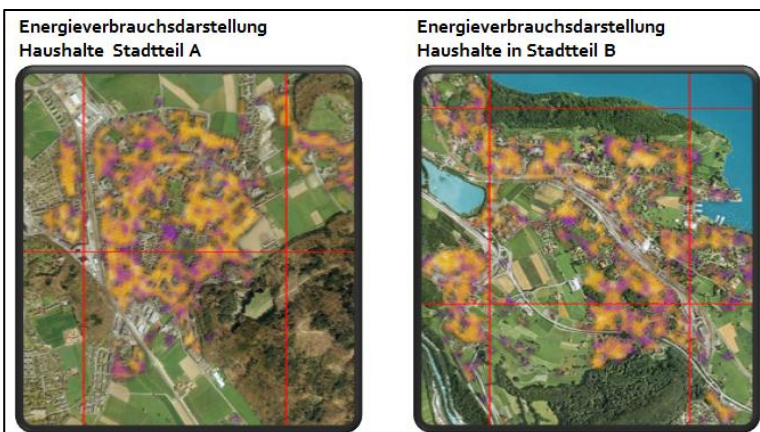 Energieverbrauchsdarstellung
Haushalte Stadtteil A
Energieverbrauchsdarstellung
Haushalte in Stadtteil B